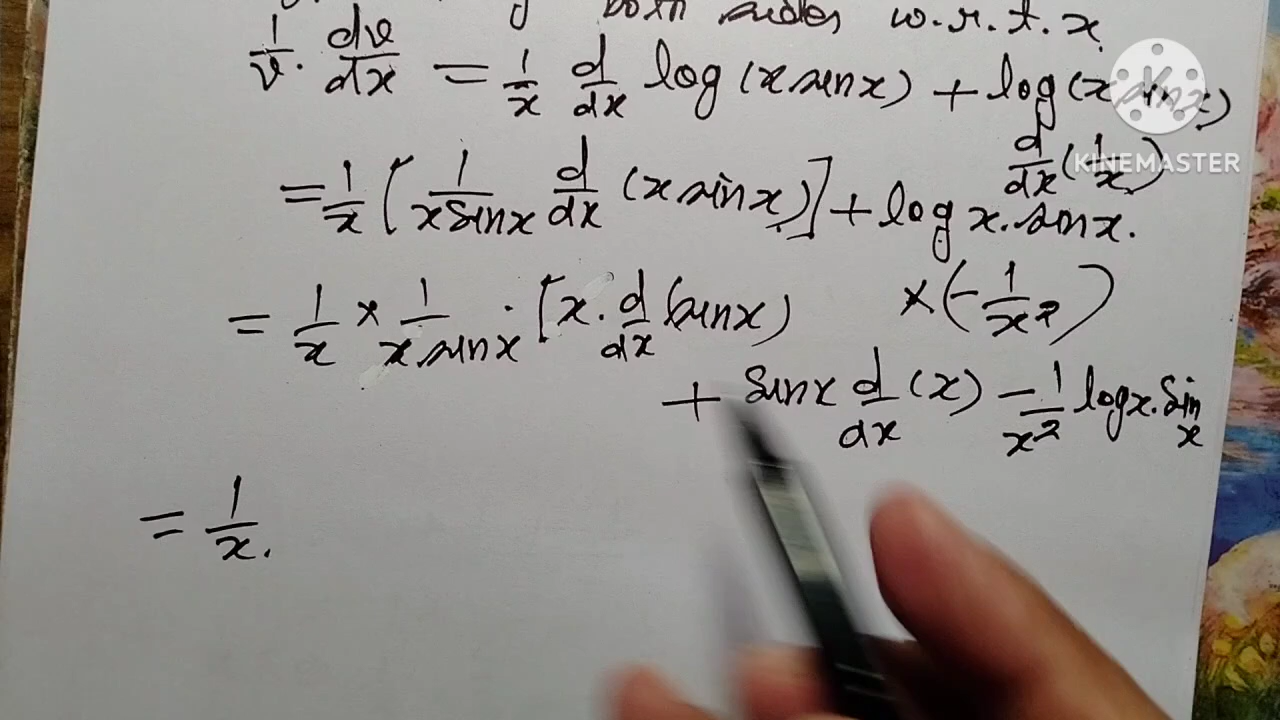 both sides w.r.t. x.
1/v . dv/dx = 1/x d/dx log(x sin x) + log(x sin x)
d/dx (1/x)
KINEMASTER
= 1/x [ 1/x sin x d/dx (x sin x) ] + log x. sin x.
= 1/x × 1/x sin x . [ x. d/dx (sin x) × (-1/x²)
+ sin x d/dx (x) - 1/x² log x. sin x
= 1/x.